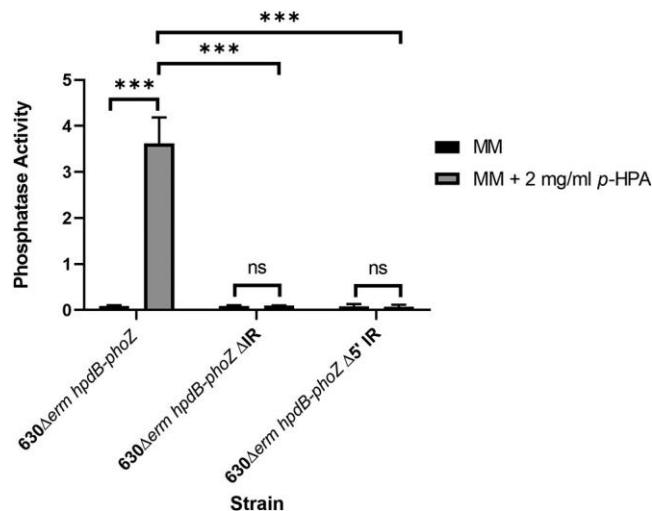 ***
***
***
5
4
3
2
1
0
Phosphatase Activity
ns
ns
MM
MM + 2 mg/ml p-HPA
630Δerm hpdB-phoZ
630Δerm hpdB-phoZ ΔIR
630Δerm hpdB-phoZ Δ5' IR
Strain